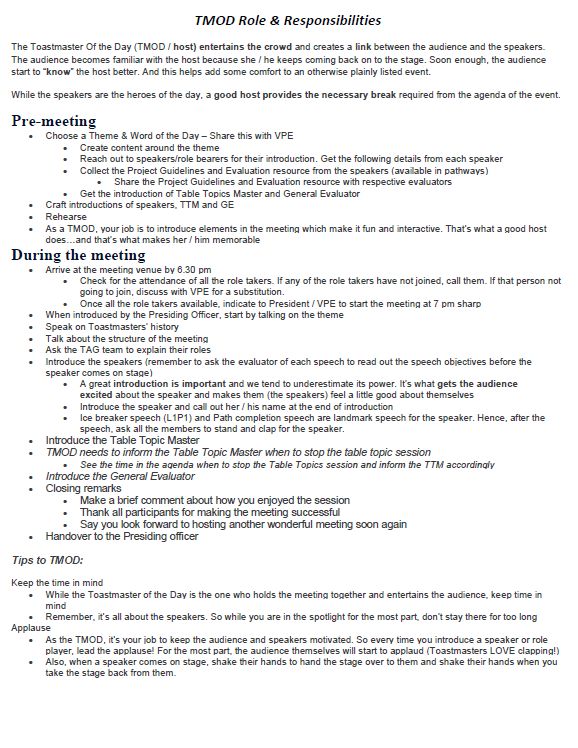 TMOD Role & Responsibilities
The Toastmaster Of the Day (TMOD / host) entertains the crowd and creates a link between the audience and the speakers.
The audience becomes familiar with the host because she / he keeps coming back on to the stage. Soon enough, the audience
start to "know" the host better. And this helps add some comfort to an otherwise plainly listed event.
While the speakers are the heroes of the day, a good host provides the necessary break required from the agenda of the event.
Pre-meeting
• Choose a Theme & Word of the Day – Share this with VPE
• Create content around the theme
• Reach out to speakers/role bearers for their introduction. Get the following details from each speaker
• Collect the Project Guidelines and Evaluation resource from the speakers (available in pathways)
• Share the Project Guidelines and Evaluation resource with respective evaluators
• Get the introduction of Table Topics Master and General Evaluator
• Craft introductions of speakers, TTM and GE
• Rehearse
• As a TMOD, your job is to introduce elements in the meeting which make it fun and interactive. That's what a good host
does…and that's what makes her / him memorable
During the meeting
• Arrive at the meeting venue by 6.30 pm
• Check for the attendance of all the role takers. If any of the role takers have not joined, call them. If that person not
going to join, discuss with VPE for a substitution.
• Once all the role takers available, indicate to President / VPE to start the meeting at 7 pm sharp
• When introduced by the Presiding Officer, start by talking on the theme
• Speak on Toastmasters' history
• Talk about the structure of the meeting
• Ask the TAG team to explain their roles
• Introduce the speakers (remember to ask the evaluator of each speech to read out the speech objectives before the
speaker comes on stage)
• A great introduction is important and we tend to underestimate its power. It's what gets the audience
excited about the speaker and makes them (the speakers) feel a little good about themselves
• Introduce the speaker and call out her / his name at the end of introduction
• Ice breaker speech (L1P1) and Path completion speech are landmark speech for the speaker. Hence, after the
speech, ask all the members to stand and clap for the speaker.
• Introduce the Table Topic Master
• TMOD needs to inform the Table Topic Master when to stop the table topic session
• See the time in the agenda when to stop the Table Topics session and inform the TTM accordingly
• Introduce the General Evaluator
• Closing remarks
• Make a brief comment about how you enjoyed the session
• Thank all participants for making the meeting successful
• Say you look forward to hosting another wonderful meeting soon again
• Handover to the Presiding officer
Tips to TMOD:
Keep the time in mind
• While the Toastmaster of the Day is the one who holds the meeting together and entertains the audience, keep time in
mind
• Remember, it's all about the speakers. So while you are in the spotlight for the most part, don't stay there for too long
Applause
• As the TMOD, it's your job to keep the audience and speakers motivated. So every time you introduce a speaker or role
player, lead the applause! For the most part, the audience themselves will start to applaud (Toastmasters LOVE clapping!)
• Also, when a speaker comes on stage, shake their hands to hand the stage over to them and shake their hands when you
take the stage back from them.